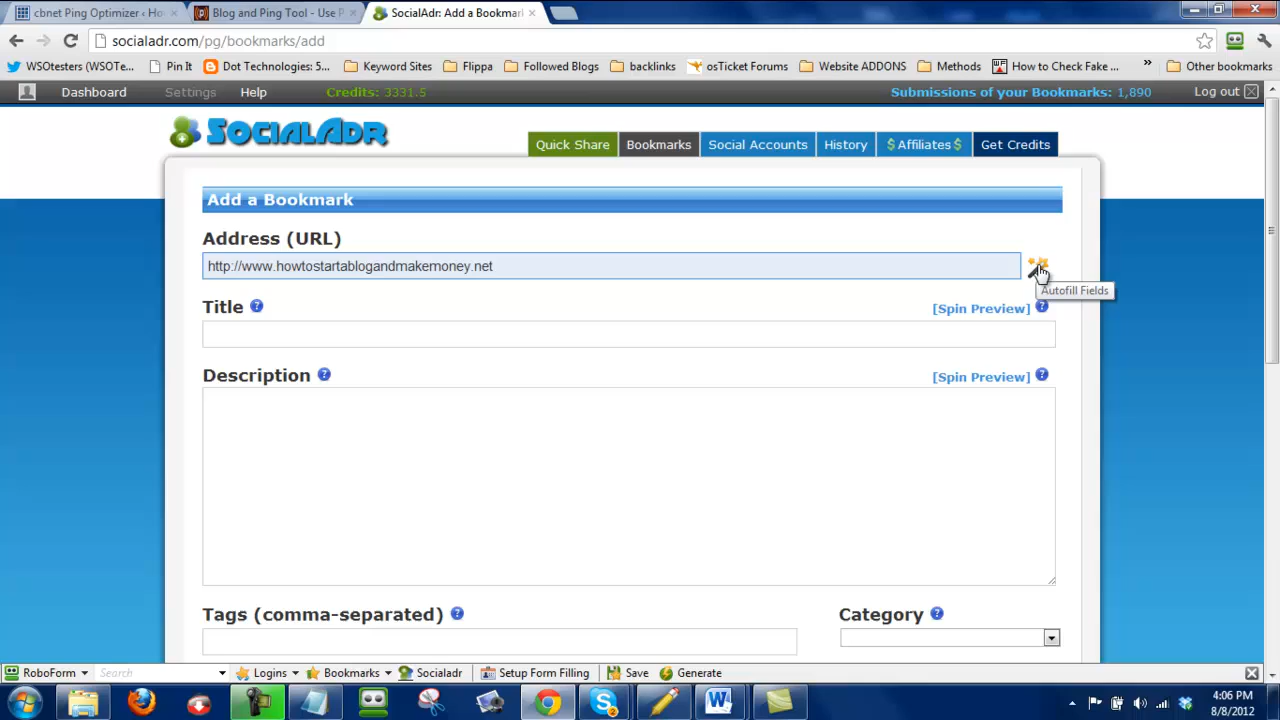 cbnet Ping Optimizer ‹ Ho
Blog and Ping Tool - Use P
SocialAdr: Add a Bookmark
socialadr.com/pg/bookmarks/add
WSOtesters (WSOTe...
Pin It
Dot Technologies: 5...
Keyword Sites
Flippa
Followed Blogs
backlinks
osTicket Forums
Website ADDONS
Methods
How to Check Fake ...
»
Other bookmarks
Dashboard
Settings
Help
Credits: 3331.5
Submissions of your Bookmarks: 1,890
Log out
SocialAdr
Quick Share
Bookmarks
Social Accounts
History
$ Affiliates $
Get Credits
Add a Bookmark
Address (URL)
http://www.howtostartablogandmakemoney.net
Autofill Fields
Title ?
[Spin Preview] ?
Description ?
[Spin Preview] ?
Tags (comma-separated) ?
Category ?
RoboForm
Search
Logins
Bookmarks
Socialadr
Setup Form Filling
Save
Generate
4:06 PM
8/8/2012